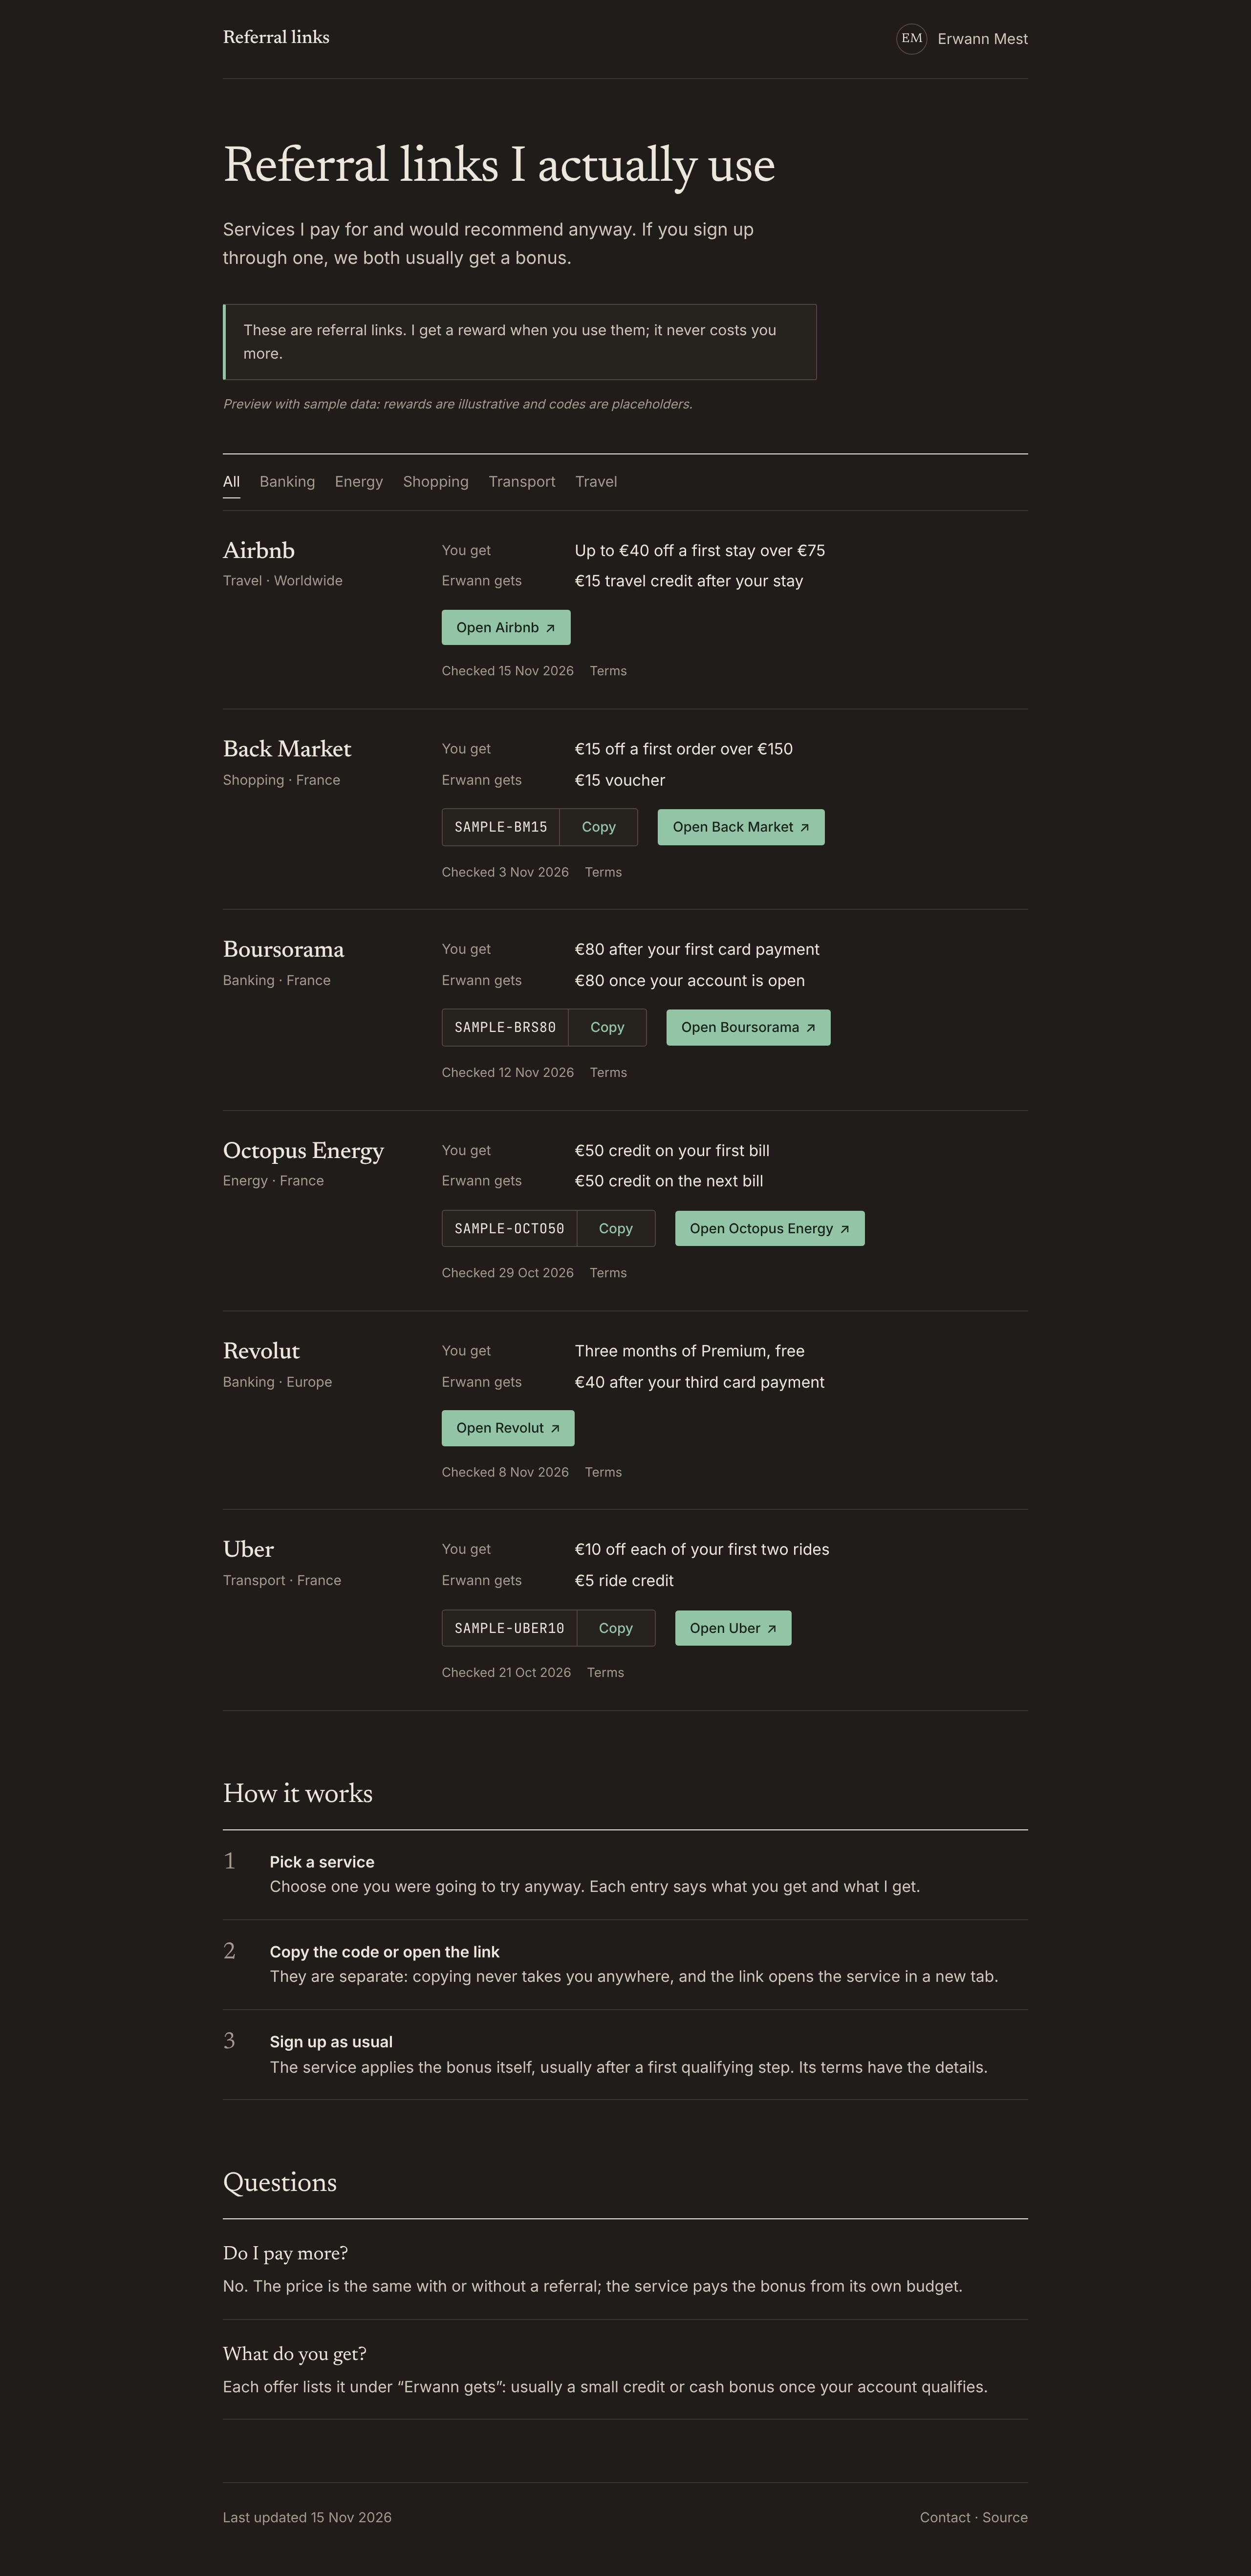 Referral links
EM Erwann Mest
Referral links I actually use
Services I pay for and would recommend anyway. If you sign up
through one, we both usually get a bonus.
These are referral links. I get a reward when you use them; it never costs you
more.
Preview with sample data: rewards are illustrative and codes are placeholders.
All Banking Energy Shopping Transport Travel
Airbnb
Travel · Worldwide
You get Up to €40 off a first stay over €75
Erwann gets €15 travel credit after your stay
Open Airbnb ↗
Checked 15 Nov 2026 Terms
Back Market
Shopping · France
You get €15 off a first order over €150
Erwann gets €15 voucher
SAMPLE-BM15 Copy Open Back Market ↗
Checked 3 Nov 2026 Terms
Boursorama
Banking · France
You get €80 after your first card payment
Erwann gets €80 once your account is open
SAMPLE-BRS80 Copy Open Boursorama ↗
Checked 12 Nov 2026 Terms
Octopus Energy
Energy · France
You get €50 credit on your first bill
Erwann gets €50 credit on the next bill
SAMPLE-OCTO50 Copy Open Octopus Energy ↗
Checked 29 Oct 2026 Terms
Revolut
Banking · Europe
You get Three months of Premium, free
Erwann gets €40 after your third card payment
Open Revolut ↗
Checked 8 Nov 2026 Terms
Uber
Transport · France
You get €10 off each of your first two rides
Erwann gets €5 ride credit
SAMPLE-UBER10 Copy Open Uber ↗
Checked 21 Oct 2026 Terms
How it works
1 Pick a service
Choose one you were going to try anyway. Each entry says what you get and what I get.
2 Copy the code or open the link
They are separate: copying never takes you anywhere, and the link opens the service in a new tab.
3 Sign up as usual
The service applies the bonus itself, usually after a first qualifying step. Its terms have the details.
Questions
Do I pay more?
No. The price is the same with or without a referral; the service pays the bonus from its own budget.
What do you get?
Each offer lists it under “Erwann gets”: usually a small credit or cash bonus once your account qualifies.
Last updated 15 Nov 2026
Contact · Source